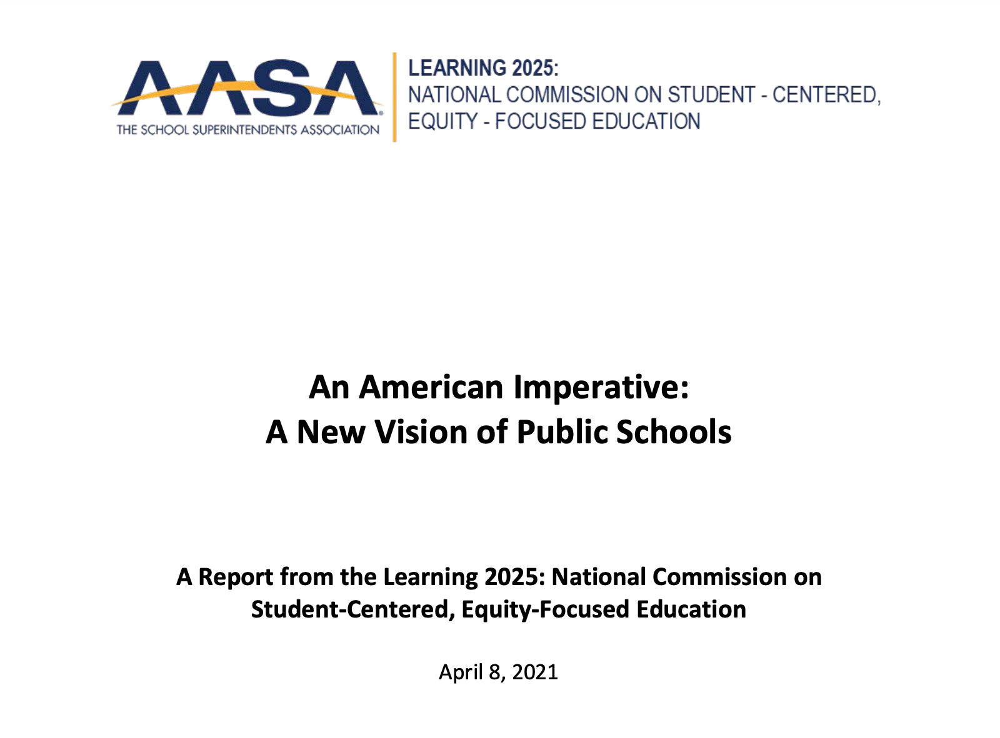 AASA®
THE SCHOOL SUPERINTENDENTS ASSOCIATION
LEARNING 2025:
NATIONAL COMMISSION ON STUDENT - CENTERED,
EQUITY - FOCUSED EDUCATION
An American Imperative:
A New Vision of Public Schools
A Report from the Learning 2025: National Commission on
Student-Centered, Equity-Focused Education
April 8, 2021